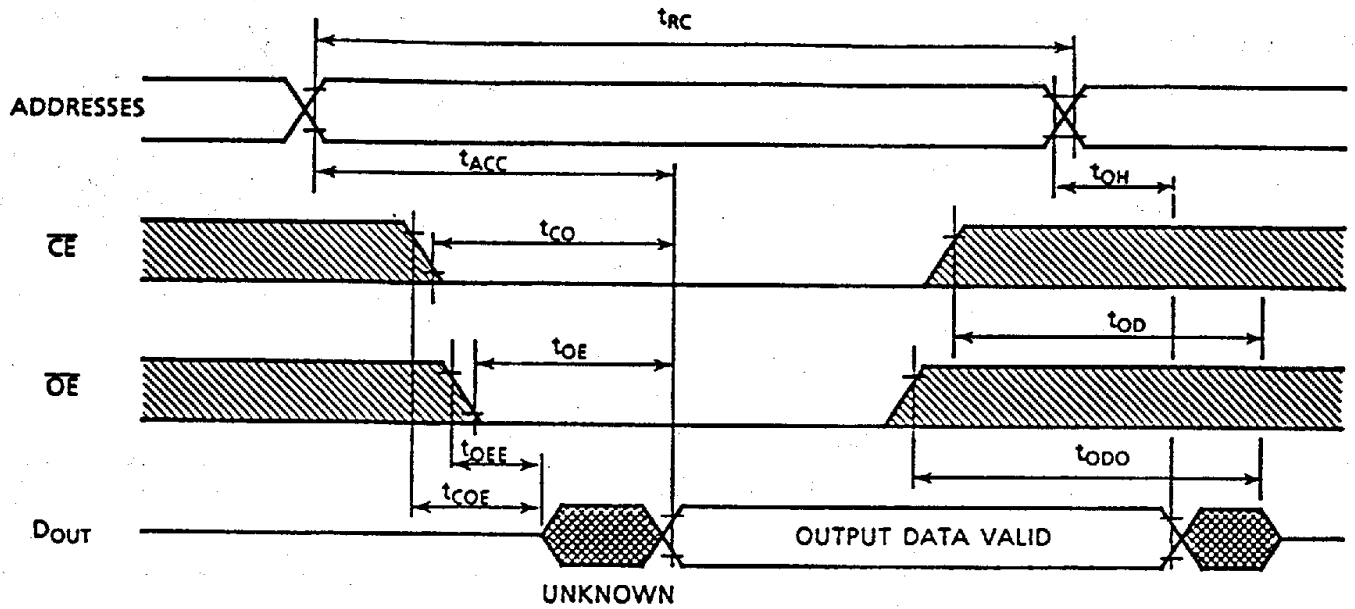 tRC
ADDRESSES
tACC
tOH
CE
tCO
tOD
OE
tOE
tOEE
tODO
tCOE
DOUT
OUTPUT DATA VALID
UNKNOWN